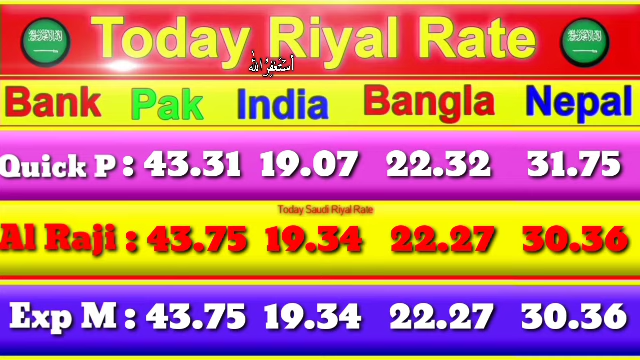 Today Riyal Rate
أستغفر الله
Bank Pak India Bangla Nepal
Quick P : 43.31 19.07 22.32 31.75
Today Saudi Riyal Rate
Al Raji : 43.75 19.34 22.27 30.36
Exp M : 43.75 19.34 22.27 30.36